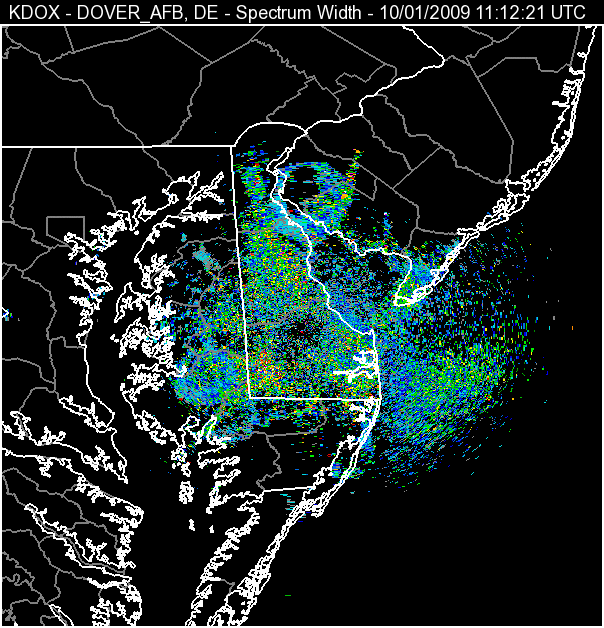 KDOX - DOVER_AFB, DE - Spectrum Width - 10/01/2009 11:12:21 UTC